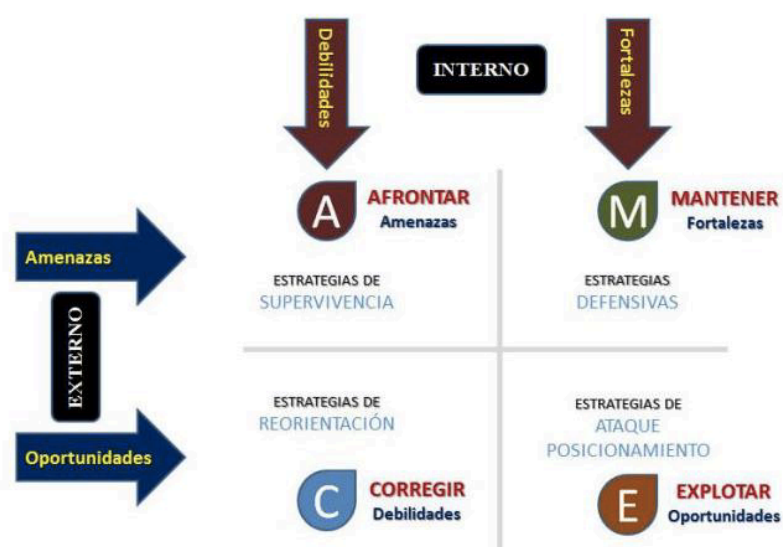 Debilidades
INTERNO
Fortalezas
A
AFRONTAR
Amenazas
M
MANTENER
Fortalezas
Amenazas
ESTRATEGIAS DE
SUPERVIVENCIA
ESTRATEGIAS
DEFENSIVAS
EXTERNO
ESTRATEGIAS DE
REORIENTACIÓN
ESTRATEGIAS DE
ATAQUE
POSICIONAMIENTO
Oportunidades
C
CORREGIR
Debilidades
E
EXPLOTAR
Oportunidades